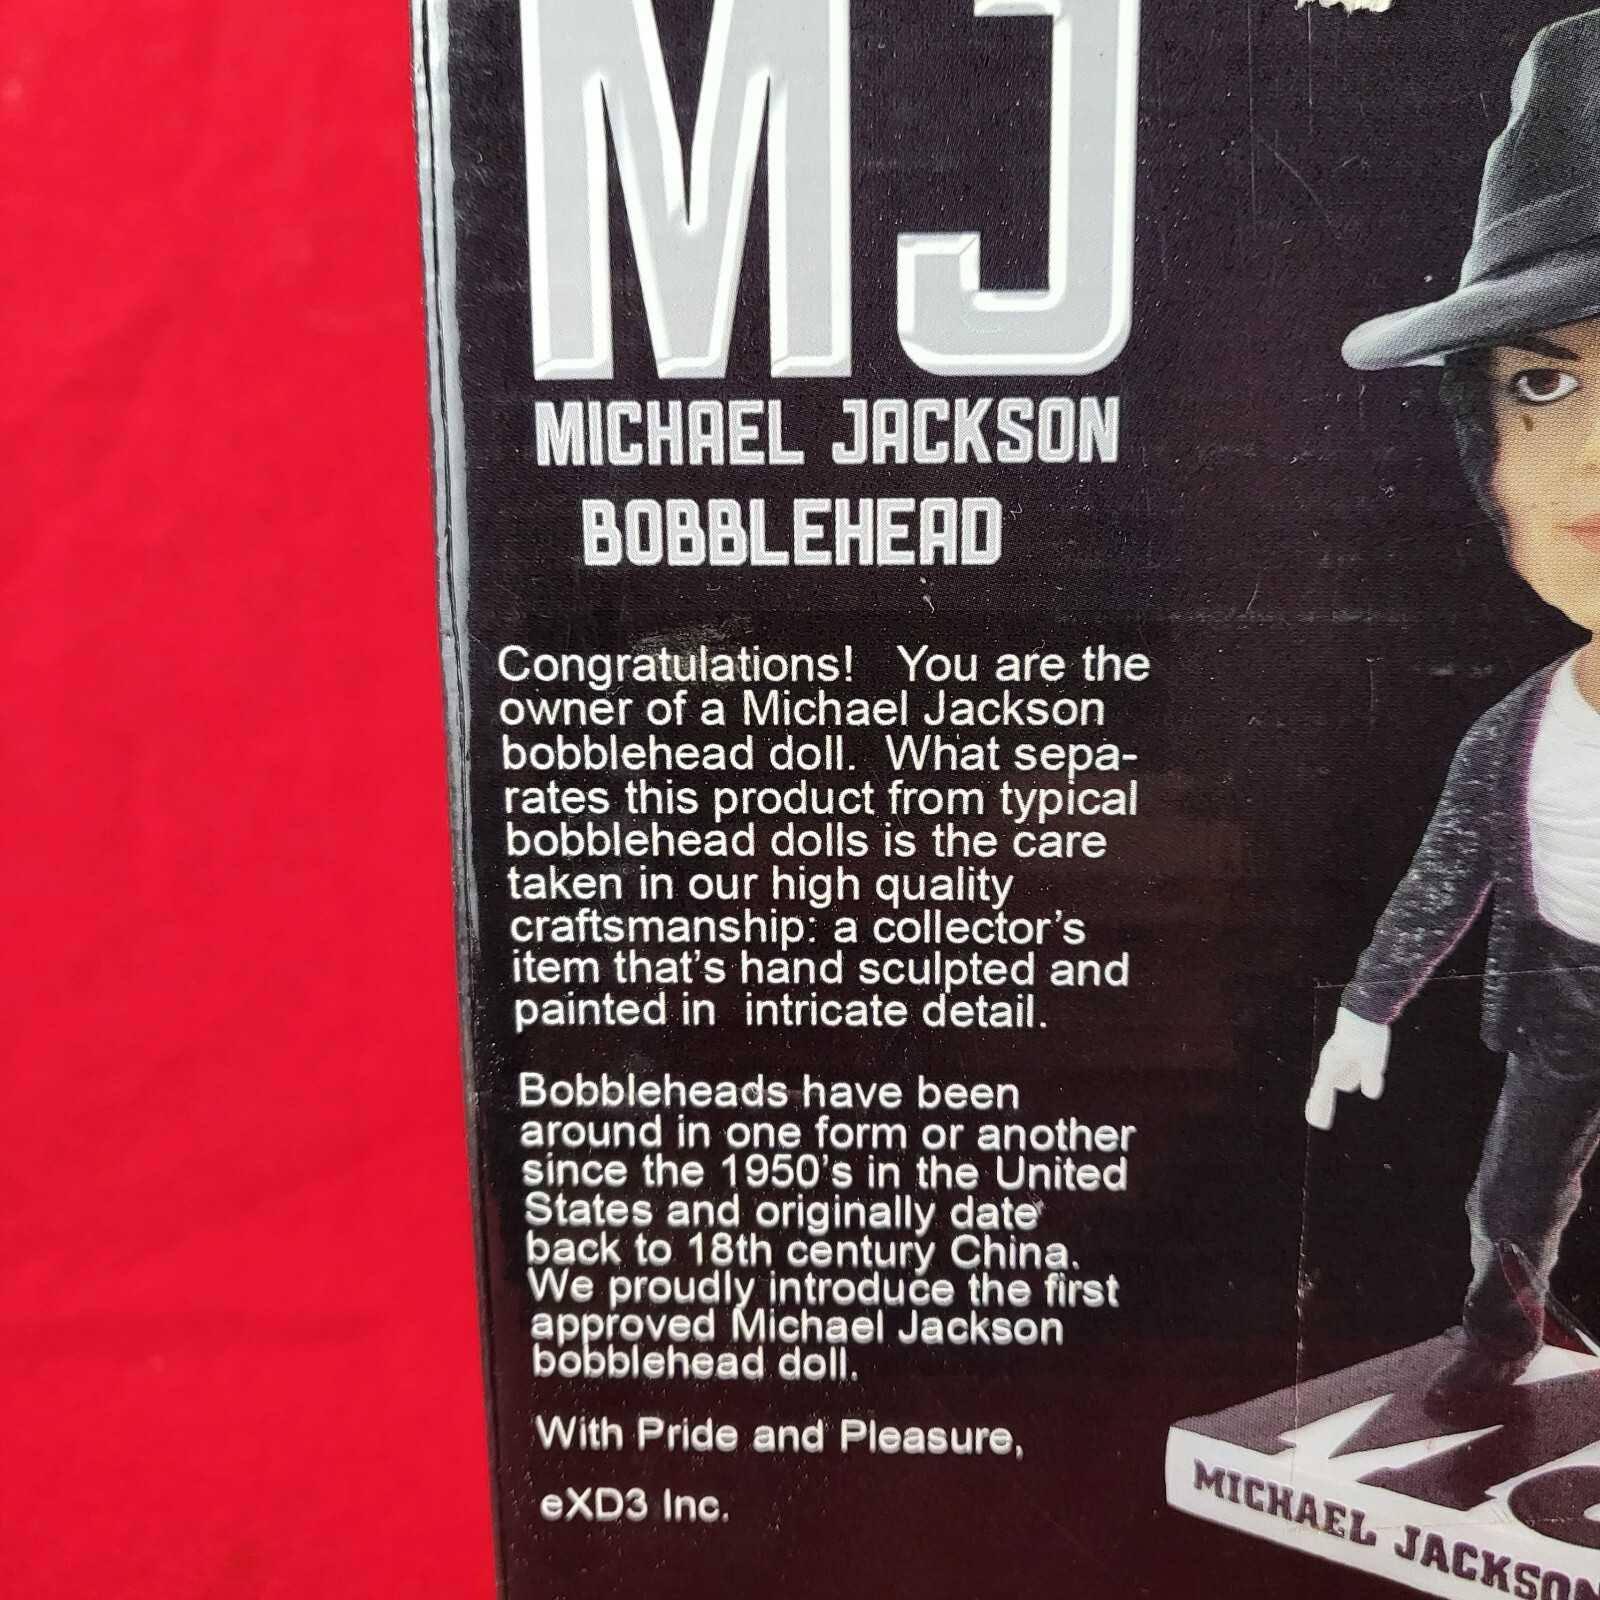 MJ
MICHAEL JACKSON
BOBBLEHEAD
Congratulations! You are the
owner of a Michael Jackson
bobblehead doll. What sepa-
rates this product from typical
bobblehead dolls is the care
taken in our high quality
craftsmanship: a collector's
item that's hand sculpted and
painted in intricate detail.
Bobbleheads have been
around in one form or another
since the 1950's in the United
States and originally date
back to 18th century China.
We proudly introduce the first
approved Michael Jackson
bobblehead doll.
With Pride and Pleasure,
eXD3 Inc.
MICHAEL JACKSON